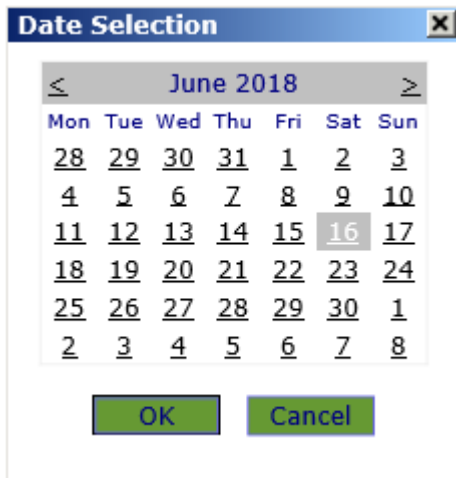 Date Selection x
< June 2018 >
Mon Tue Wed Thu Fri Sat Sun
28 29 30 31 1 2 3
4 5 6 7 8 9 10
11 12 13 14 15 16 17
18 19 20 21 22 23 24
25 26 27 28 29 30 1
2 3 4 5 6 7 8
OK Cancel